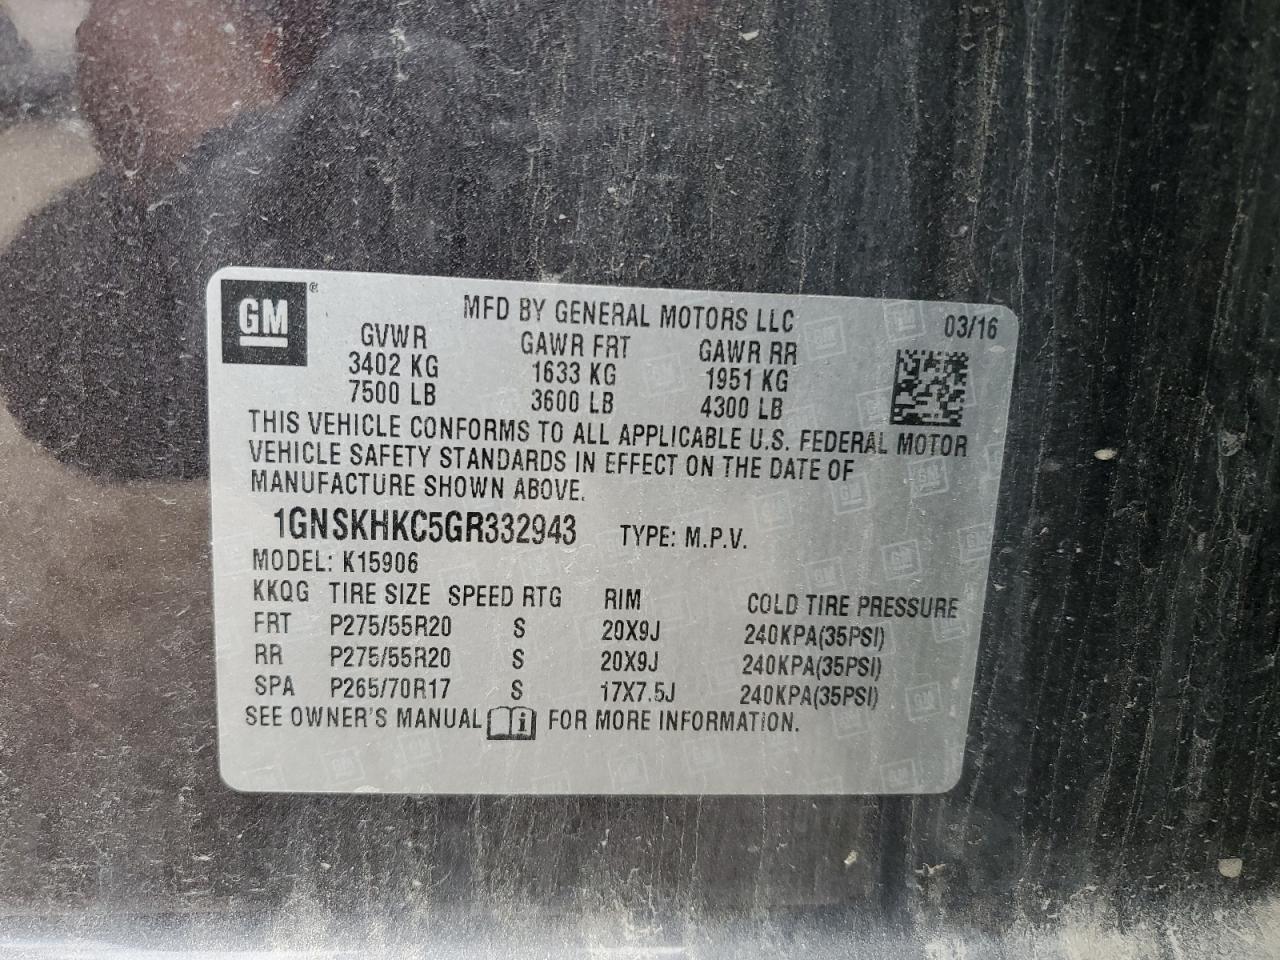 GM®
MFD BY GENERAL MOTORS LLC 03/16
GVWR GAWR FRT GAWR RR
3402 KG 1633 KG 1951 KG
7500 LB 3600 LB 4300 LB
THIS VEHICLE CONFORMS TO ALL APPLICABLE U.S. FEDERAL MOTOR
VEHICLE SAFETY STANDARDS IN EFFECT ON THE DATE OF
MANUFACTURE SHOWN ABOVE.
1GNSKHKC5GR332943 TYPE: M.P.V.
MODEL: K15906
KKQG TIRE SIZE SPEED RTG RIM COLD TIRE PRESSURE
FRT P275/55R20 S 20X9J 240KPA(35PSI)
RR P275/55R20 S 20X9J 240KPA(35PSI)
SPA P265/70R17 S 17X7.5J 240KPA(35PSI)
SEE OWNER'S MANUAL i FOR MORE INFORMATION.